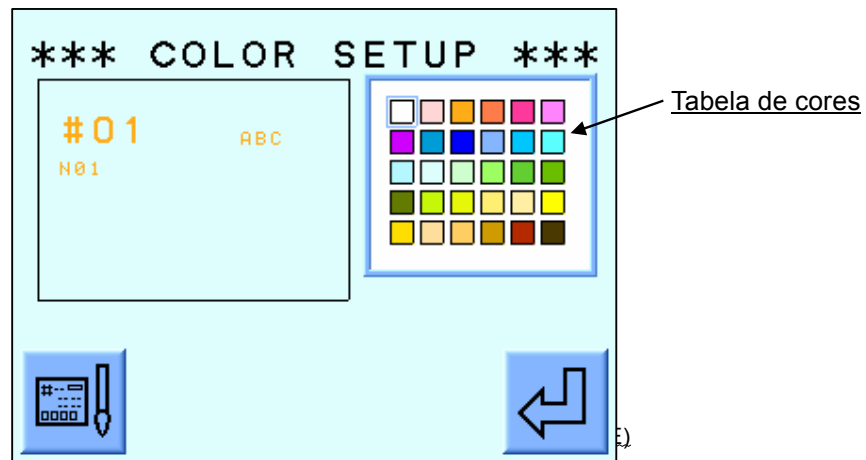 *** COLOR SETUP ***
Tabela de cores
#01 ABC
N01
E)